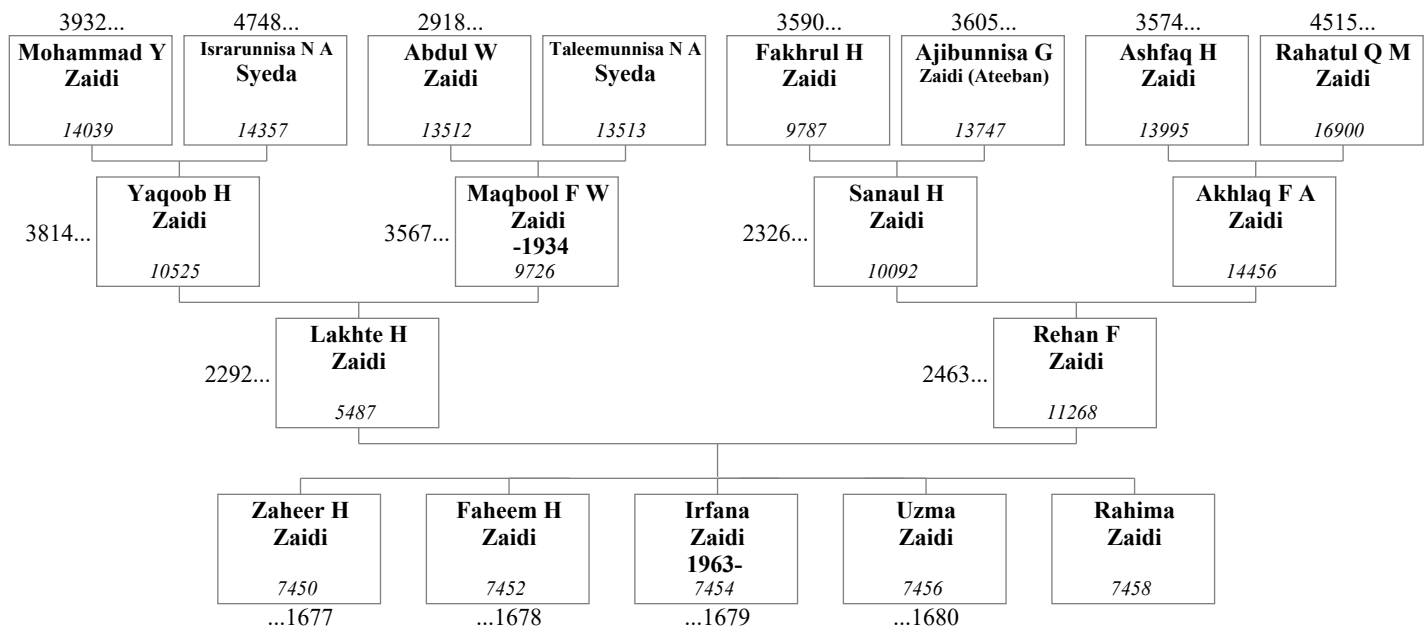 3932...
4748...
2918...
3590...
3605...
3574...
4515...
Mohammad Y
Zaidi
14039
Israrunnisa N A
Syeda
14357
Abdul W
Zaidi
13512
Taleemunnisa N A
Syeda
13513
Fakhrul H
Zaidi
9787
Ajibunnisa G
Zaidi (Ateeban)
13747
Ashfaq H
Zaidi
13995
Rahatul Q M
Zaidi
16900
3814...
Yaqoob H
Zaidi
10525
3567...
Maqbool F W
Zaidi
-1934
9726
2326...
Sanaul H
Zaidi
10092
Akhlaq F A
Zaidi
14456
2292...
Lakhte H
Zaidi
5487
2463...
Rehan F
Zaidi
11268
Zaheer H
Zaidi
7450
...1677
Faheem H
Zaidi
7452
...1678
Irfana
Zaidi
1963-
7454
...1679
Uzma
Zaidi
7456
...1680
Rahima
Zaidi
7458